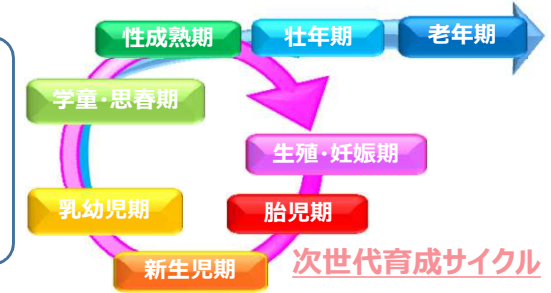 性成熟期
壮年期
老年期
学童・思春期
生殖・妊娠期
乳幼児期
胎児期
新生児期
次世代育成サイクル